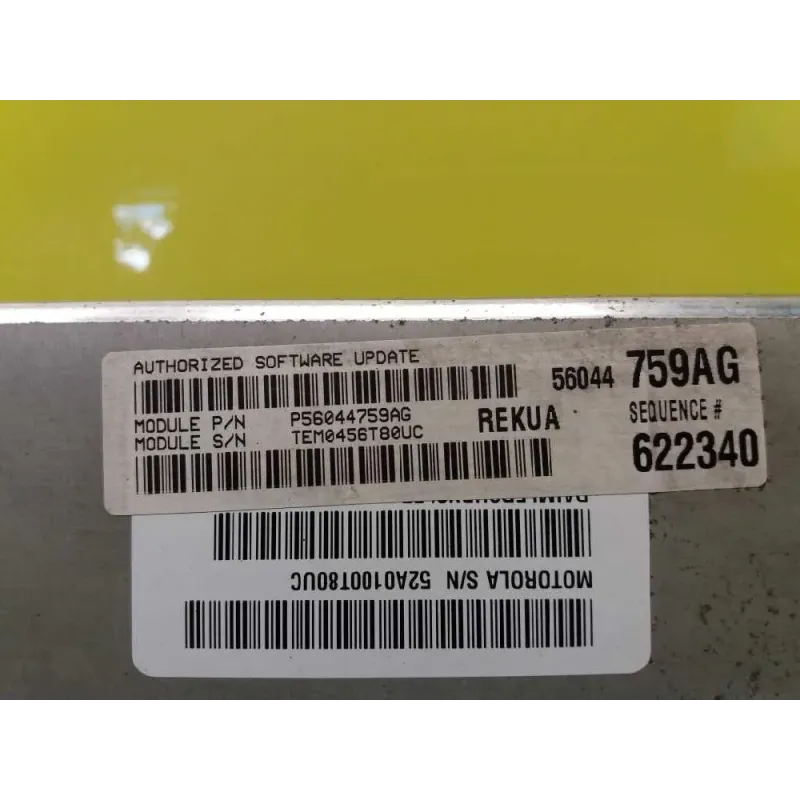 AUTHORIZED SOFTWARE UPDATE
56044 759AG
MODULE P/N P56044759AG
MODULE S/N TEM0456T80UC
REKUA
SEQUENCE #
622340
MOTOROLA S/N 52A0100T80UC